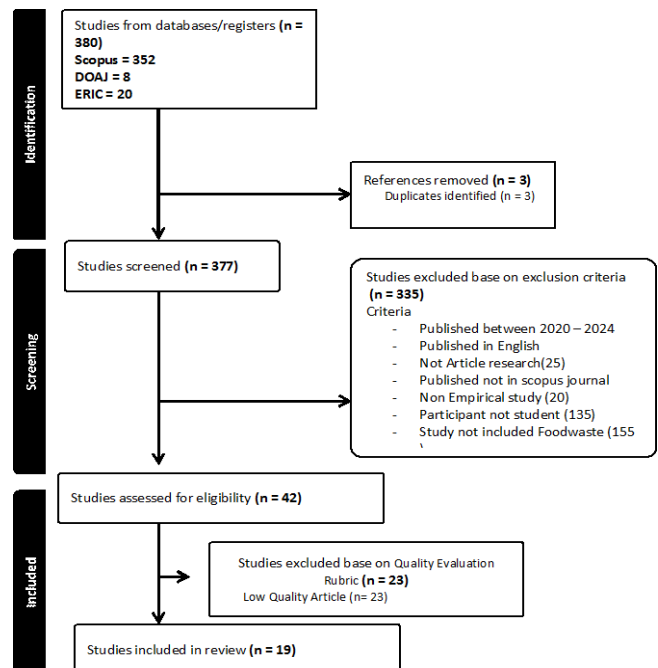 Identification
Studies from databases/registers (n =
380)
Scopus = 352
DOAJ = 8
ERIC = 20
References removed (n = 3)
Duplicates identified (n = 3)
Screening
Studies screened (n = 377)
Studies excluded base on exclusion criteria
(n = 335)
Criteria
- Published between 2020 – 2024
- Published in English
- Not Article research(25)
- Published not in scopus journal
- Non Empirical study (20)
- Participant not student (135)
- Study not included Foodwaste (155
)
Studies assessed for eligibility (n = 42)
Included
Studies excluded base on Quality Evaluation
Rubric (n = 23)
Low Quality Article (n= 23)
Studies included in review (n = 19)